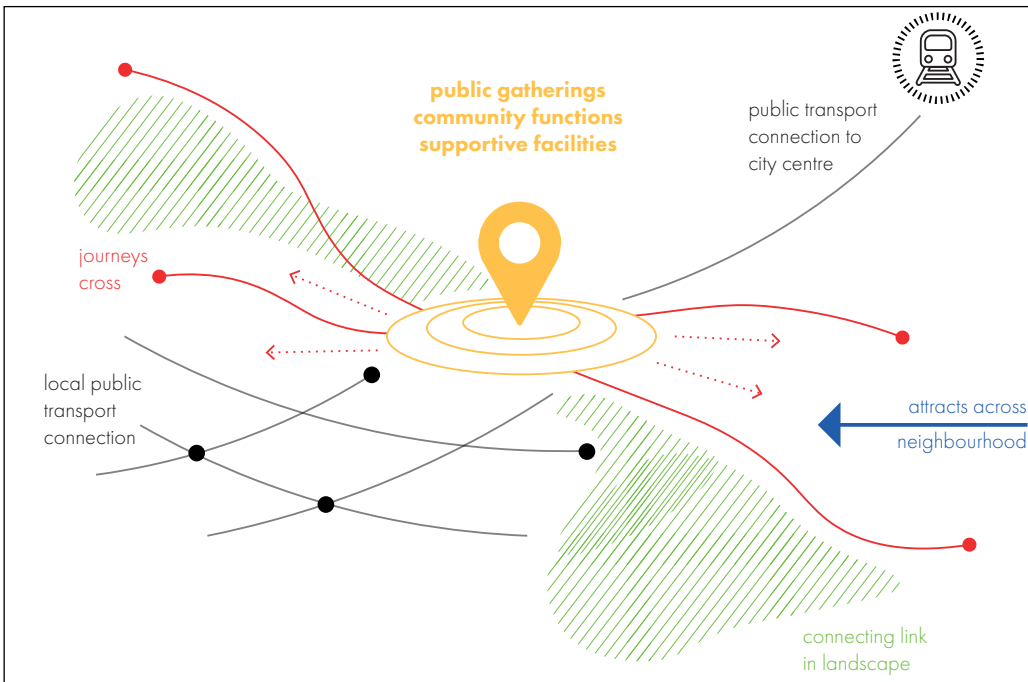 public gatherings
community functions
supportive facilities
public transport
connection to
city centre
journeys
cross
local public
transport
connection
attracts across
neighbourhood
connecting link
in landscape